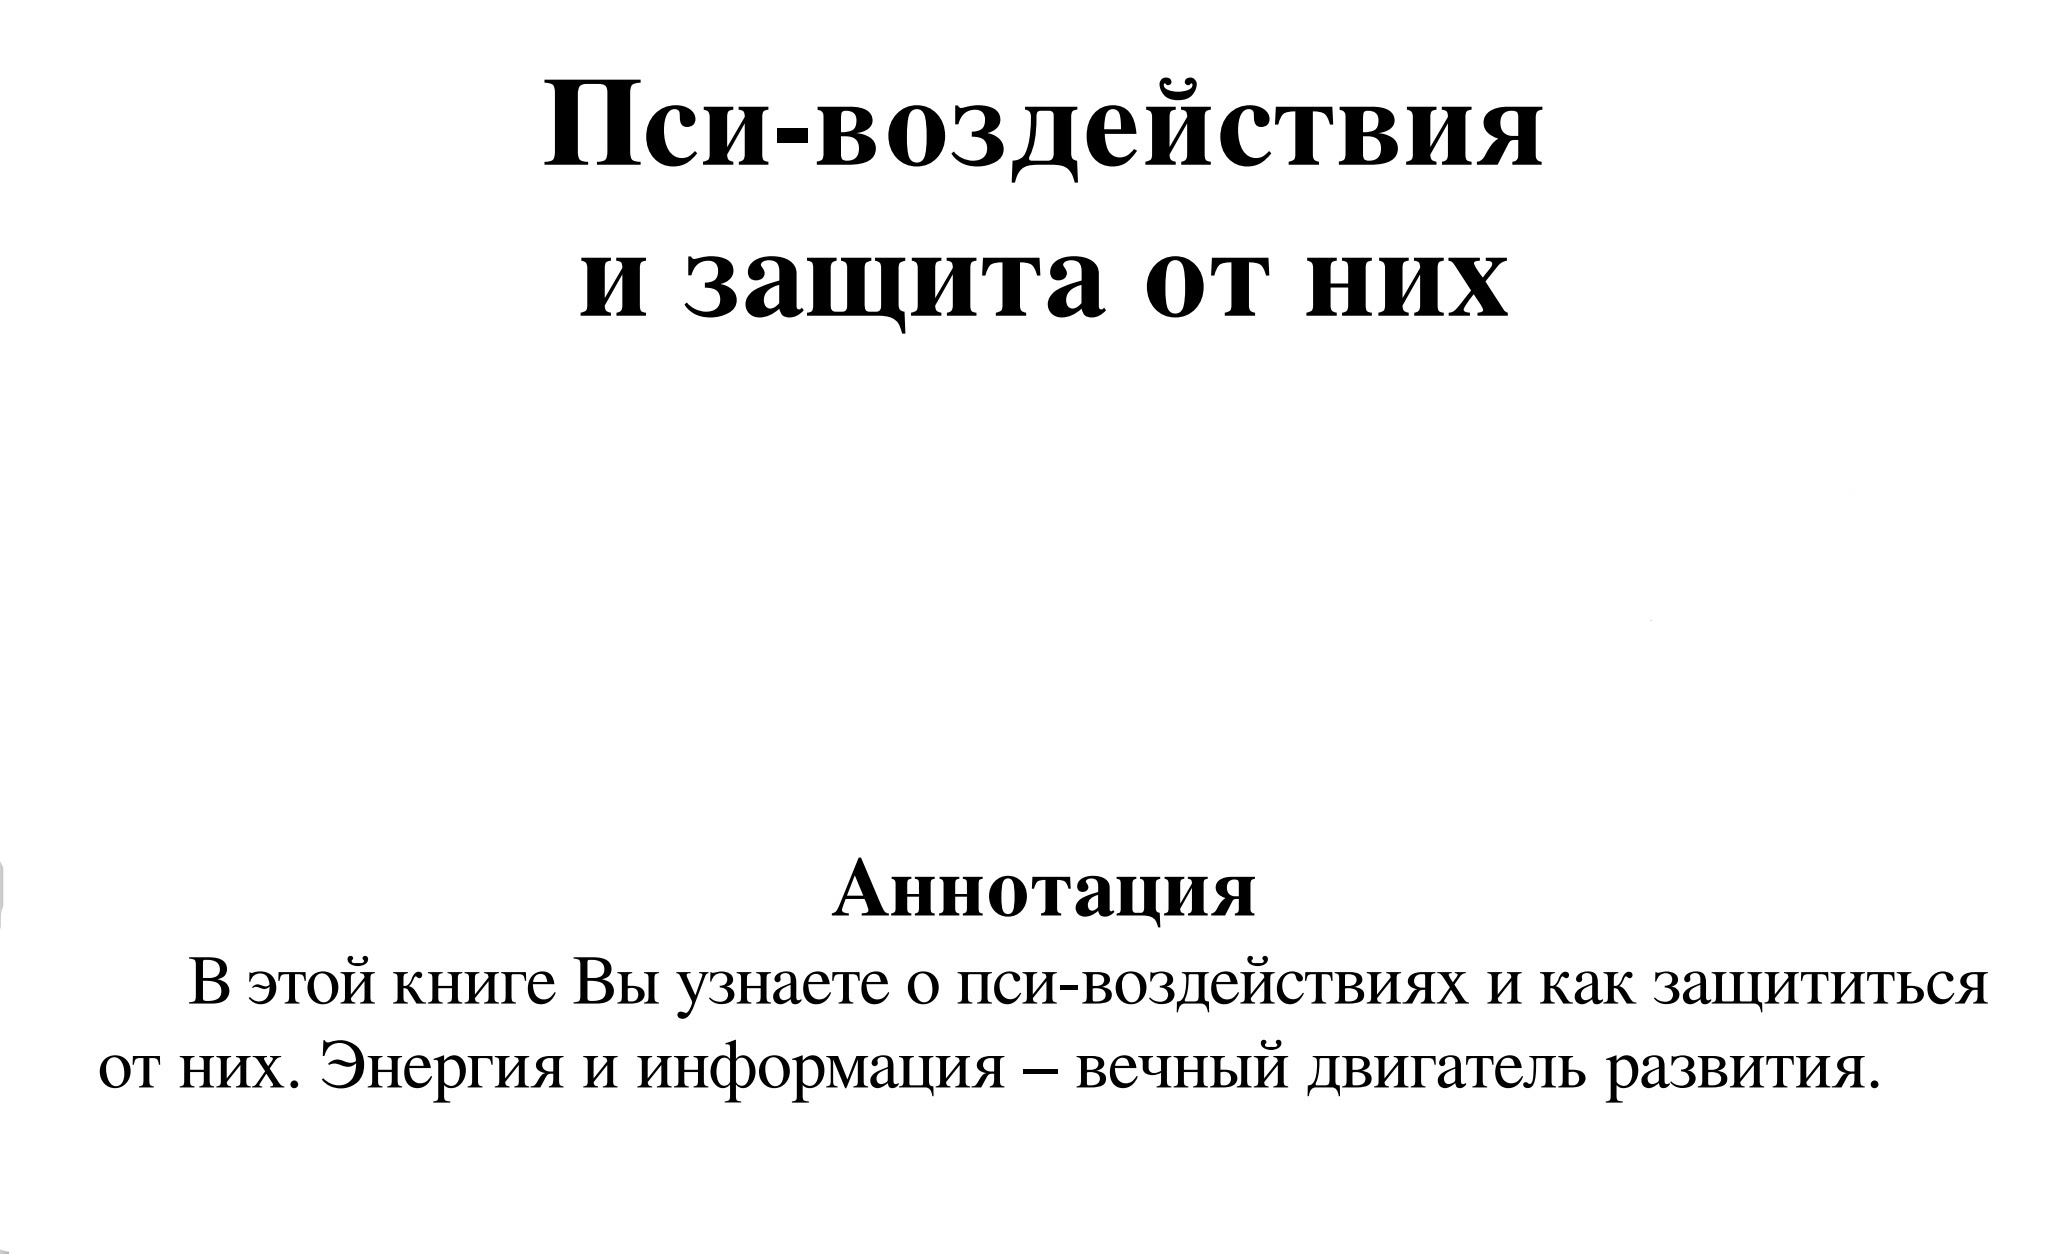 Пси-воздействия
и защита от них
Аннотация
В этой книге Вы узнаете о пси-воздействиях и как защититься
от них. Энергия и информация – вечный двигатель развития.